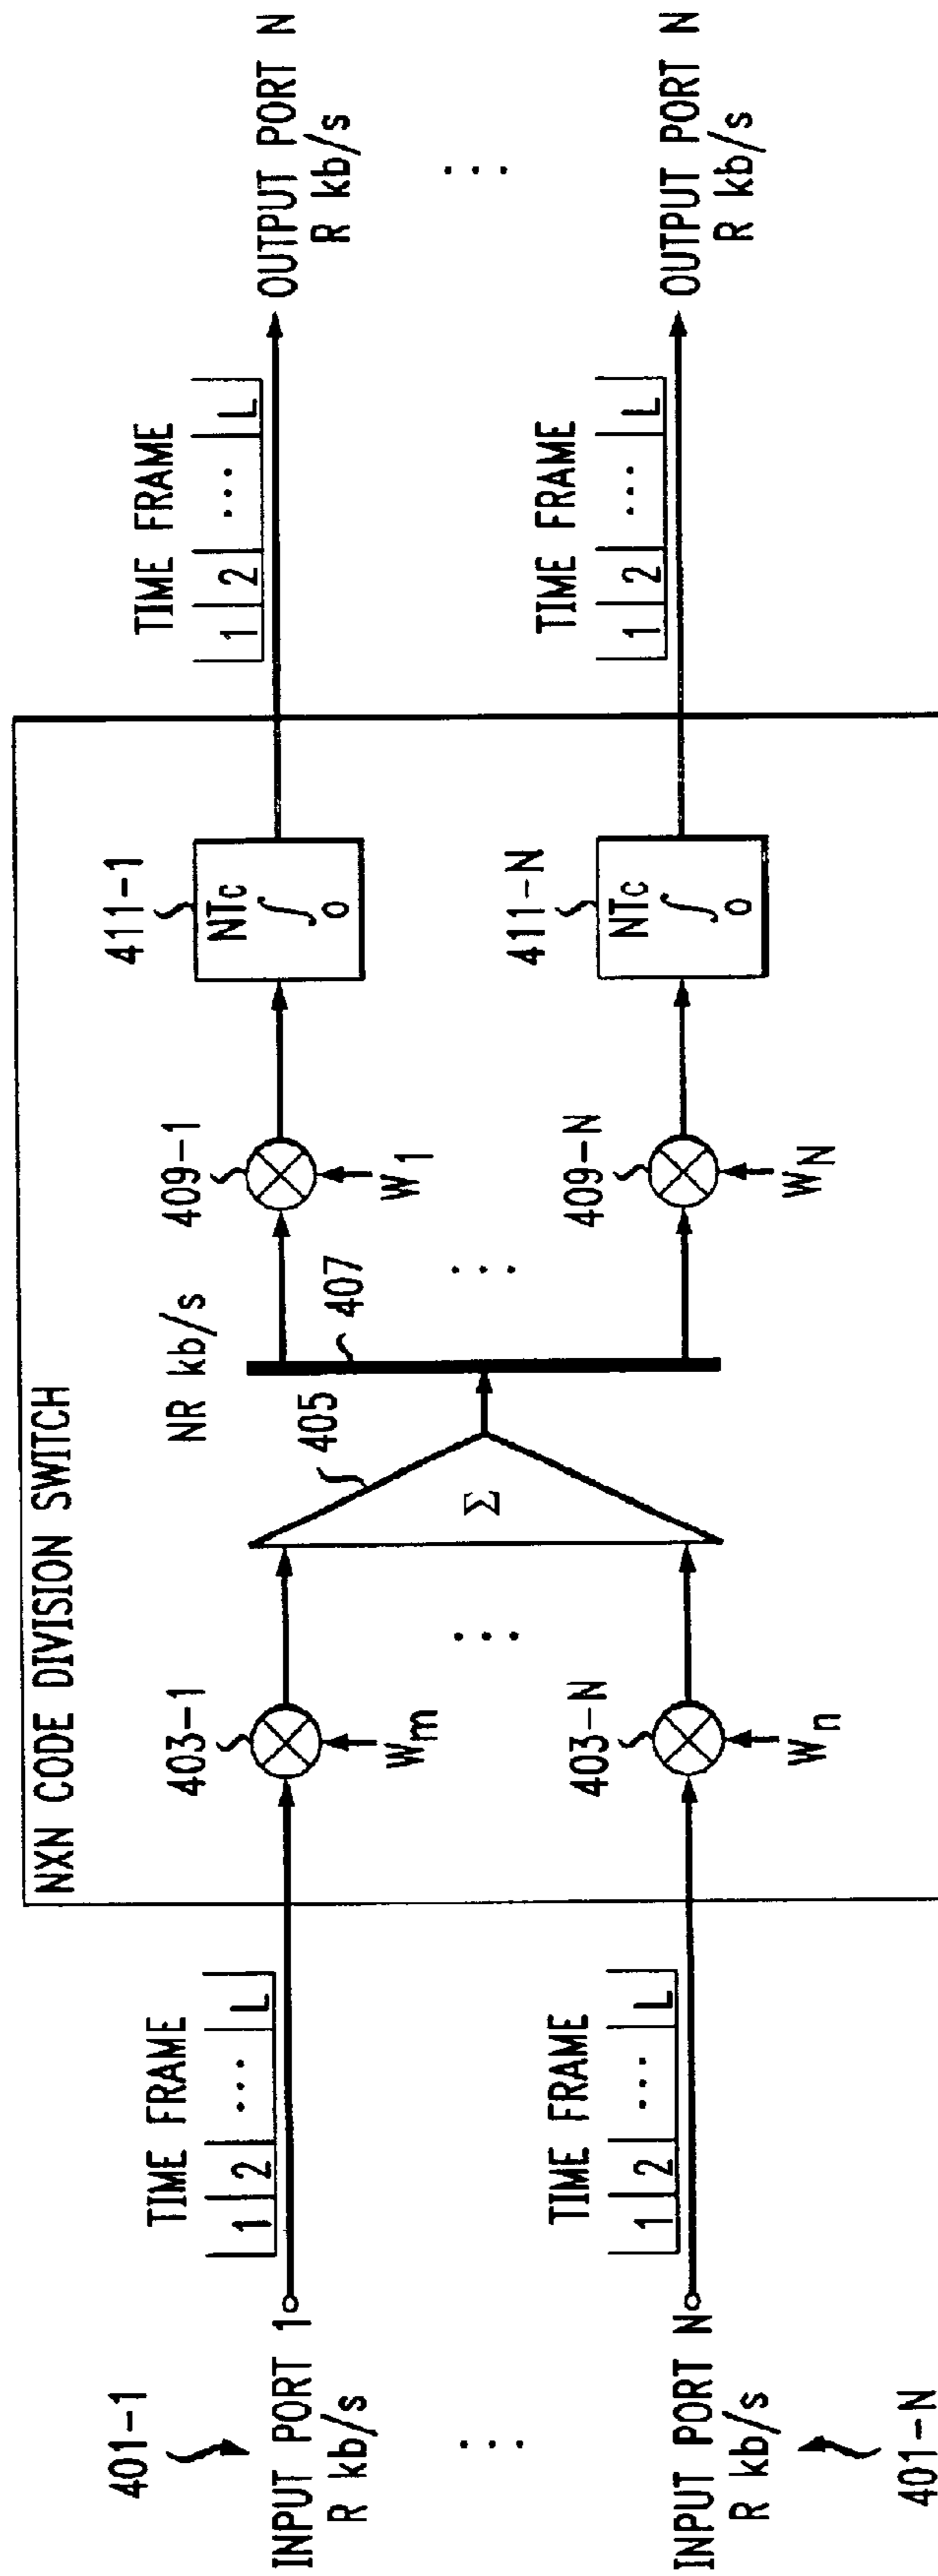 NXN CODE DIVISION SWITCH
401-1
INPUT PORT 1
R kb/s
TIME FRAME
1 2 ... L
403-1
Wm
...
INPUT PORT N
R kb/s
401-N
TIME FRAME
1 2 ... L
403-N
Wn
...
Σ
405
NR kb/s
407
409-1
W1
...
409-N
WN
411-1
NTc
∫
0
411-N
NTc
∫
0
TIME FRAME
1 2 ... L
OUTPUT PORT N
R kb/s
...
TIME FRAME
1 2 ... L
OUTPUT PORT N
R kb/s